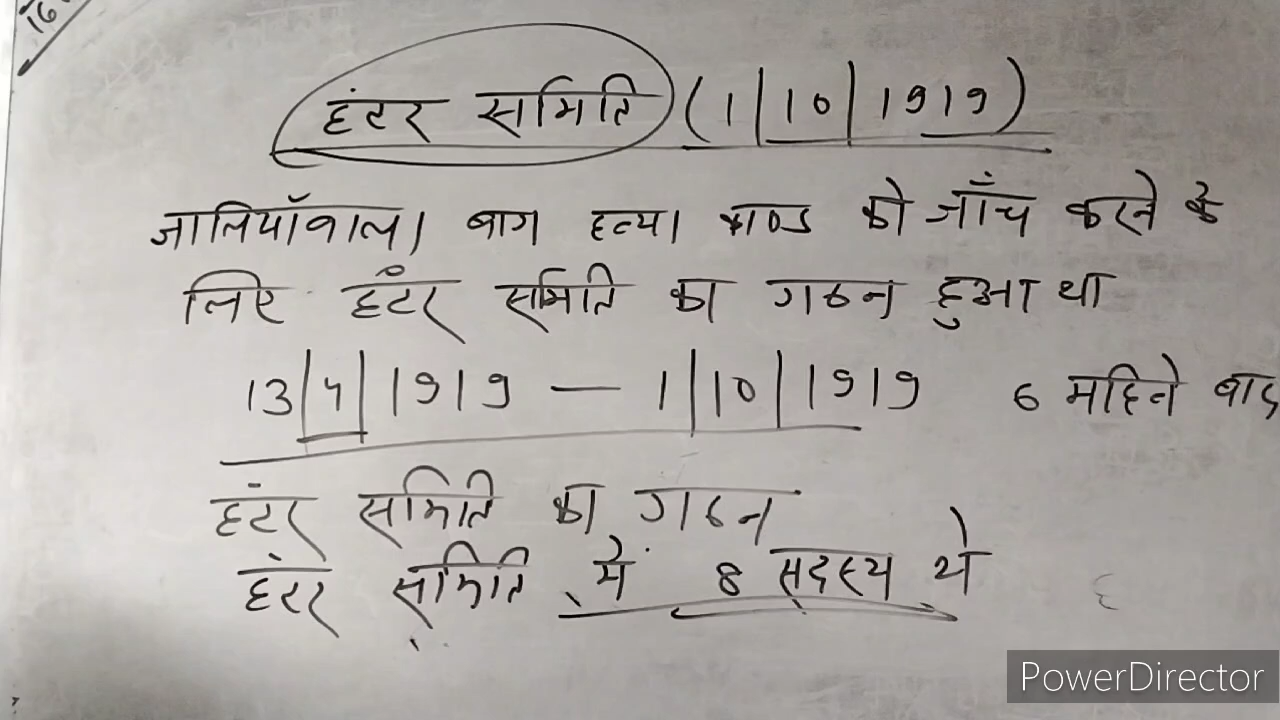 16
हंटर समिति (1/10/1919)
जालियाँवाला बाग हत्या काण्ड को जाँच करने के
लिए हंटर समिति का गठन हुआ था
13/4/1919 — 1/10/1919 6 महिने बाद
हंटर समिति का गठन
हंटर समिति में 8 सदस्य थे
PowerDirector